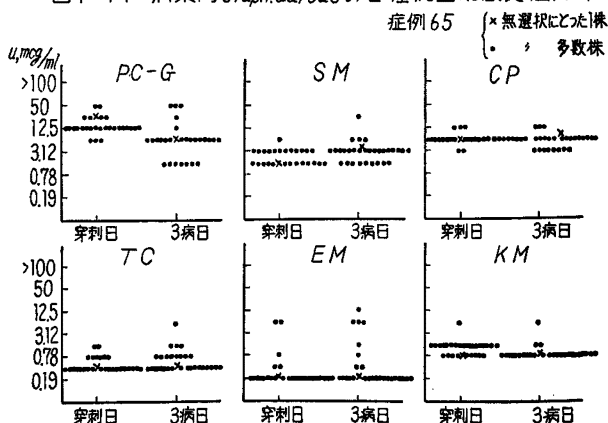 症例65
× 無選択にとった1株
• 〃 多数株
u,mcg/ml
PC-G
SM
CP
>100
50
12.5
3.12
0.78
0.19
穿刺日 3病日
穿刺日 3病日
穿刺日 3病日
TC
EM
KM
>100
50
12.5
3.12
0.78
0.19
穿刺日 3病日
穿刺日 3病日
穿刺日 3病日